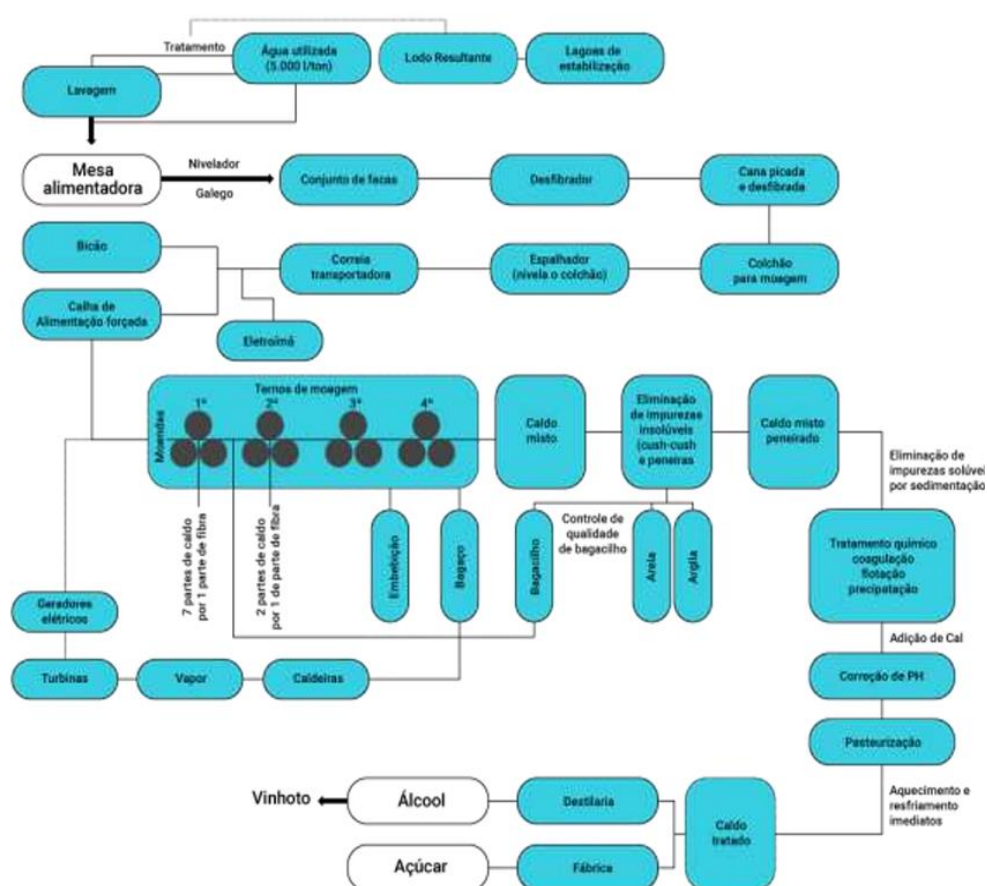 Tratamento
Água utilizada
(5.000 l/ton)
Lodo Resultante
Lagoas de
estabilização
Lavagem
Mesa
alimentadora
Nivelador
Galego
Conjunto de facas
Desfibrador
Cana picada
e desfibrada
Bicão
Correia
transportadora
Espalhador
(nivela o colchão)
Colchão
para moagem
Calha de
Alimentação forçada
Eletroímã
Moendas
Ternos de moagem
1º
2º
3º
4º
Caldo
misto
Eliminação
de impurezas
insolúveis
(cush-cush
e peneiras
Caldo misto
peneirado
Eliminação de
impurezas solúvel
por sedimentação
7 partes de caldo
por 1 parte de fibra
2 partes de caldo
por 1 de parte de fibra
Embebição
Bagaço
Bagacilho
Controle de
qualidade
de bagacilho
Areia
Argila
Tratamento químico
coagulação
flotação
precipatação
Geradores
elétricos
Adição de Cal
Turbinas
Vapor
Caldeiras
Correção de PH
Pasteurização
Aquecimento e
resfriamento
imediatos
Vinhoto
Álcool
Destilaria
Caldo
tratado
Açúcar
Fábrica